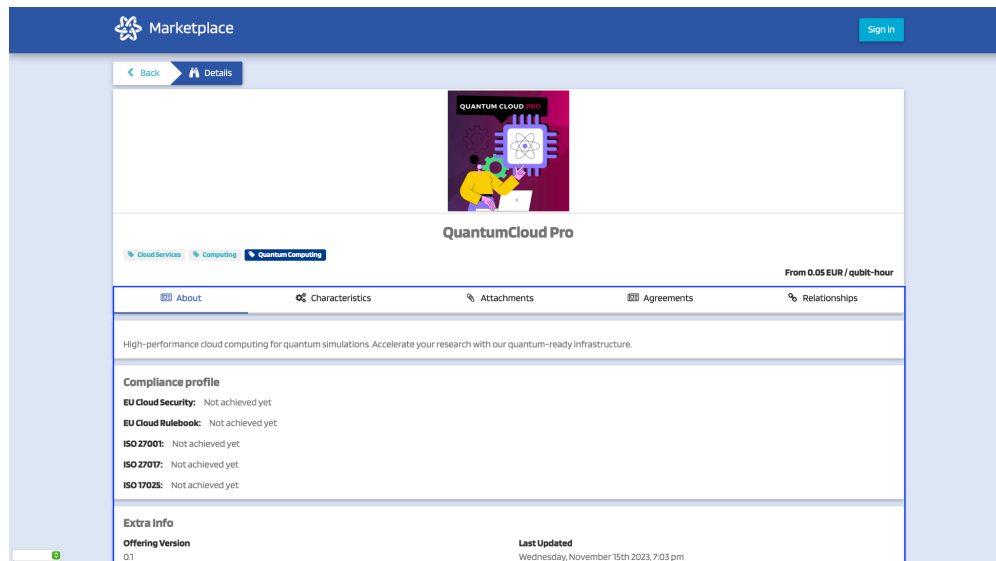 Marketplace
Sign in
Back
Details
QUANTUM CLOUD PRO
QuantumCloud Pro
Cloud Services
Computing
Quantum Computing
From 0.05 EUR / qubit-hour
About
Characteristics
Attachments
Agreements
Relationships
High-performance cloud computing for quantum simulations. Accelerate your research with our quantum-ready infrastructure.
Compliance profile
EU Cloud Security: Not achieved yet
EU Cloud Rulebook: Not achieved yet
ISO 27001: Not achieved yet
ISO 27017: Not achieved yet
ISO 17025: Not achieved yet
Extra Info
Offering Version
0.1
Last Updated
Wednesday, November 15th 2023, 7:03 pm